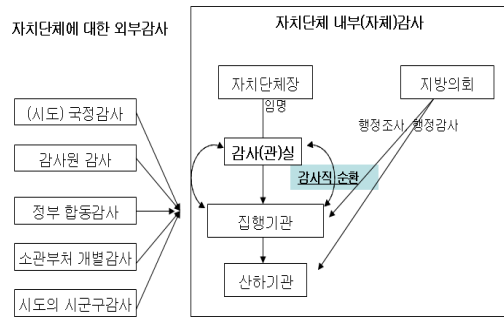 자치단체에 대한 외부감사
(시도) 국정감사
감사원 감사
정부 합동감사
소관부처 개별감사
시도의 시군구감사
자치단체 내부(자체)감사
자치단체장
지방의회
임명
행정조사 행정감사
감사(관)실
감사직 순환
집행기관
산하기관